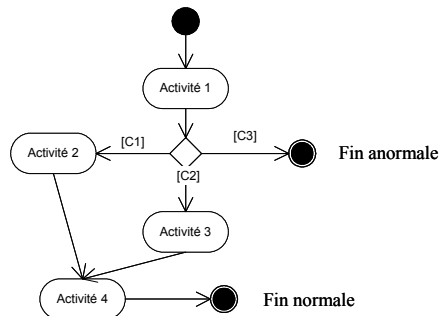 Activité 1
[C1]
[C3]
Activité 2
Fin anormale
[C2]
Activité 3
Activité 4
Fin normale